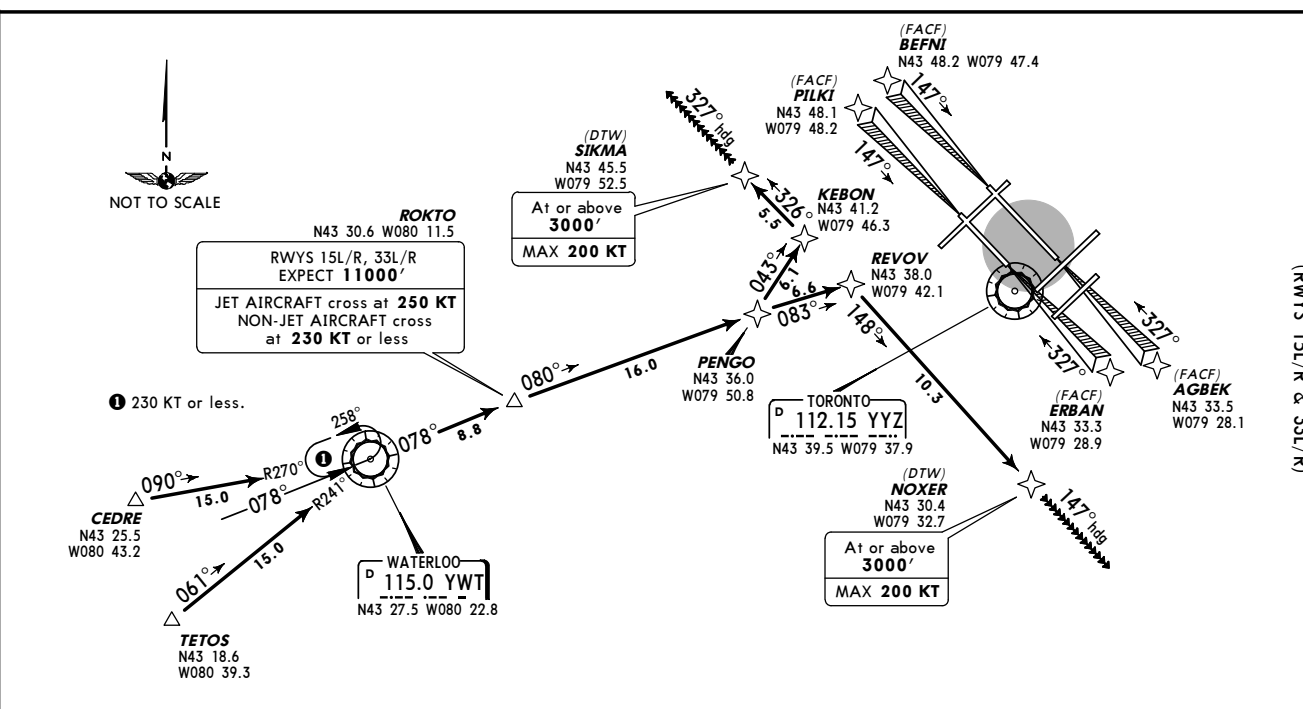 (FACF)
BEFNI
N43 48.2 W079 47.4
147°
(FACF)
PILKI
N43 48.1
W079 48.2
147°
327° hdg
(DTW)
SIKMA
N43 45.5
W079 52.5
At or above
3000'
MAX 200 KT
326°
5.5
KEBON
N43 41.2
W079 46.3
N
NOT TO SCALE
ROKTO
N43 30.6 W080 11.5
RWYS 15L/R, 33L/R
EXPECT 11000'
JET AIRCRAFT cross at 250 KT
NON-JET AIRCRAFT cross
at 230 KT or less
043°
6.1
6.6
083°
REVOV
N43 38.0
W079 42.1
148°
10.3
PENGO
N43 36.0
W079 50.8
080°
16.0
TORONTO
D 112.15 YYZ
N43 39.5 W079 37.9
327°
327°
(FACF)
AGBEK
N43 33.5
W079 28.1
(FACF)
ERBAN
N43 33.3
W079 28.9
(RWYS 15L/R & 33L/R)
1 230 KT or less.
258°
1
078°
8.8
090°
15.0
R270°
078°
R241°
CEDRE
N43 25.5
W080 43.2
061°
15.0
WATERLOO
D 115.0 YWT
N43 27.5 W080 22.8
TETOS
N43 18.6
W080 39.3
(DTW)
NOXER
N43 30.4
W079 32.7
At or above
3000'
MAX 200 KT
147° hdg